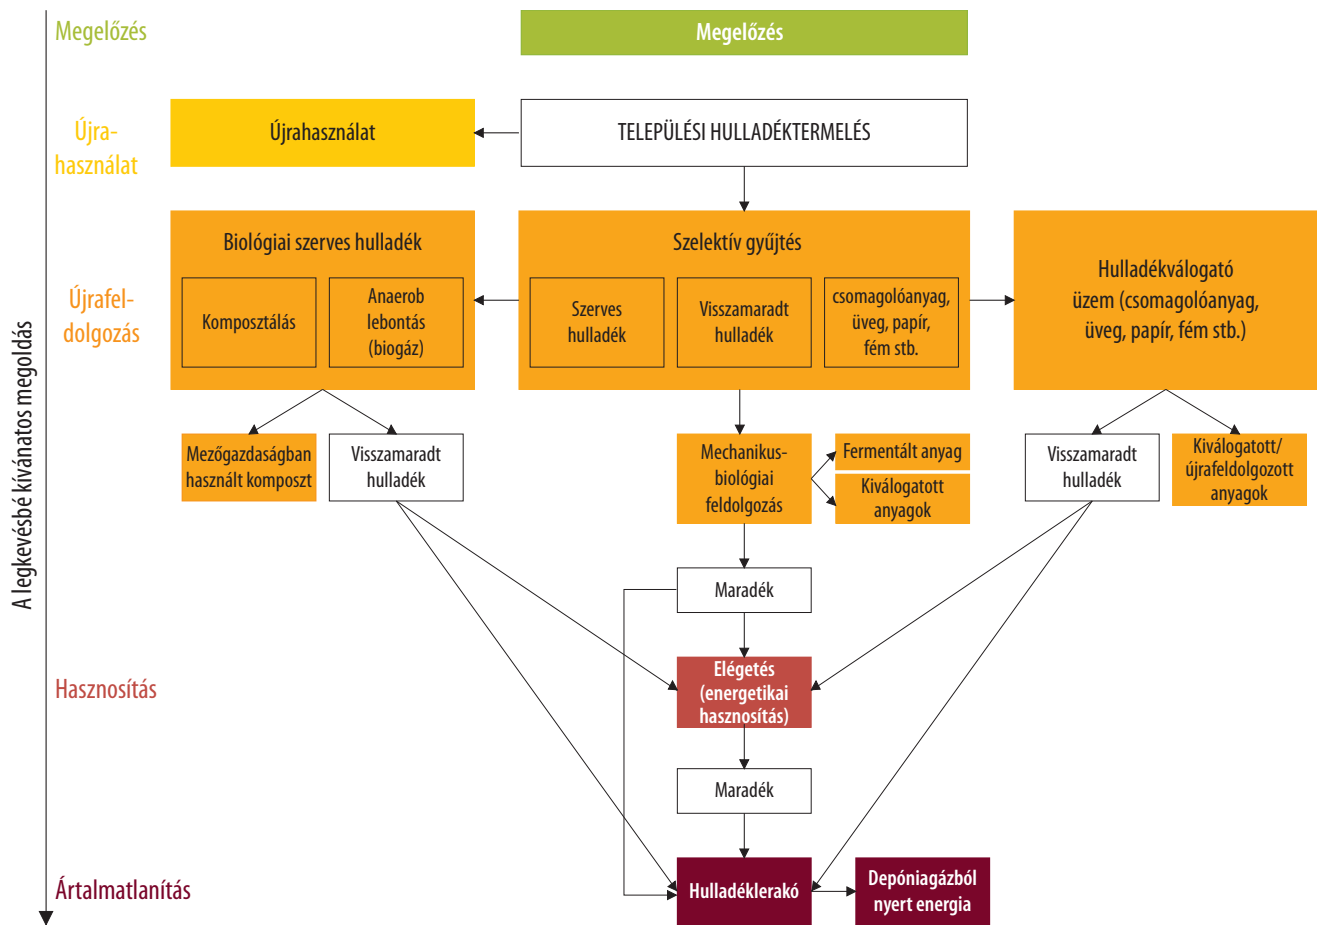 Megelőzés
Megelőzés
Újra-
használat
Újrahasználat
TELEPÜLÉSI HULLADÉKTERMELÉS
Újrafel-
dolgozás
Biológiai szerves hulladék
Komposztálás
Anaerob
lebontás
(biogáz)
Szelektív gyűjtés
Szerves
hulladék
Visszamaradt
hulladék
csomagolóanyag,
üveg, papír,
fém stb.
Hulladékválogató
üzem (csomagolóanyag,
üveg, papír, fém stb.)
Mezőgazdaságban
használt komposzt
Visszamaradt
hulladék
Mechanikus-
biológiai
feldolgozás
Fermentált anyag
Kiválogatott
anyagok
Visszamaradt
hulladék
Kiválogatott/
újrafeldolgozott
anyagok
A legkevésbé kívánatos megoldás
Maradék
Hasznosítás
Elégetés
(energetikai
hasznosítás)
Maradék
Ártalmatlanítás
Hulladéklerakó
Depóniagázból
nyert energia